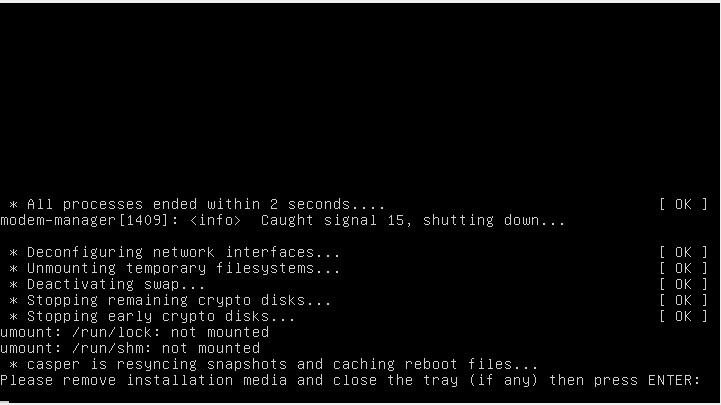 * All processes ended within 2 seconds.... [ OK ]
modem-manager[1409]: <info>  Caught signal 15, shutting down...
* Deconfiguring network interfaces... [ OK ]
* Unmounting temporary filesystems... [ OK ]
* Deactivating swap... [ OK ]
* Stopping remaining crypto disks... [ OK ]
* Stopping early crypto disks... [ OK ]
umount: /run/lock: not mounted
umount: /run/shm: not mounted
* casper is resyncing snapshots and caching reboot files...
Please remove installation media and close the tray (if any) then press ENTER: